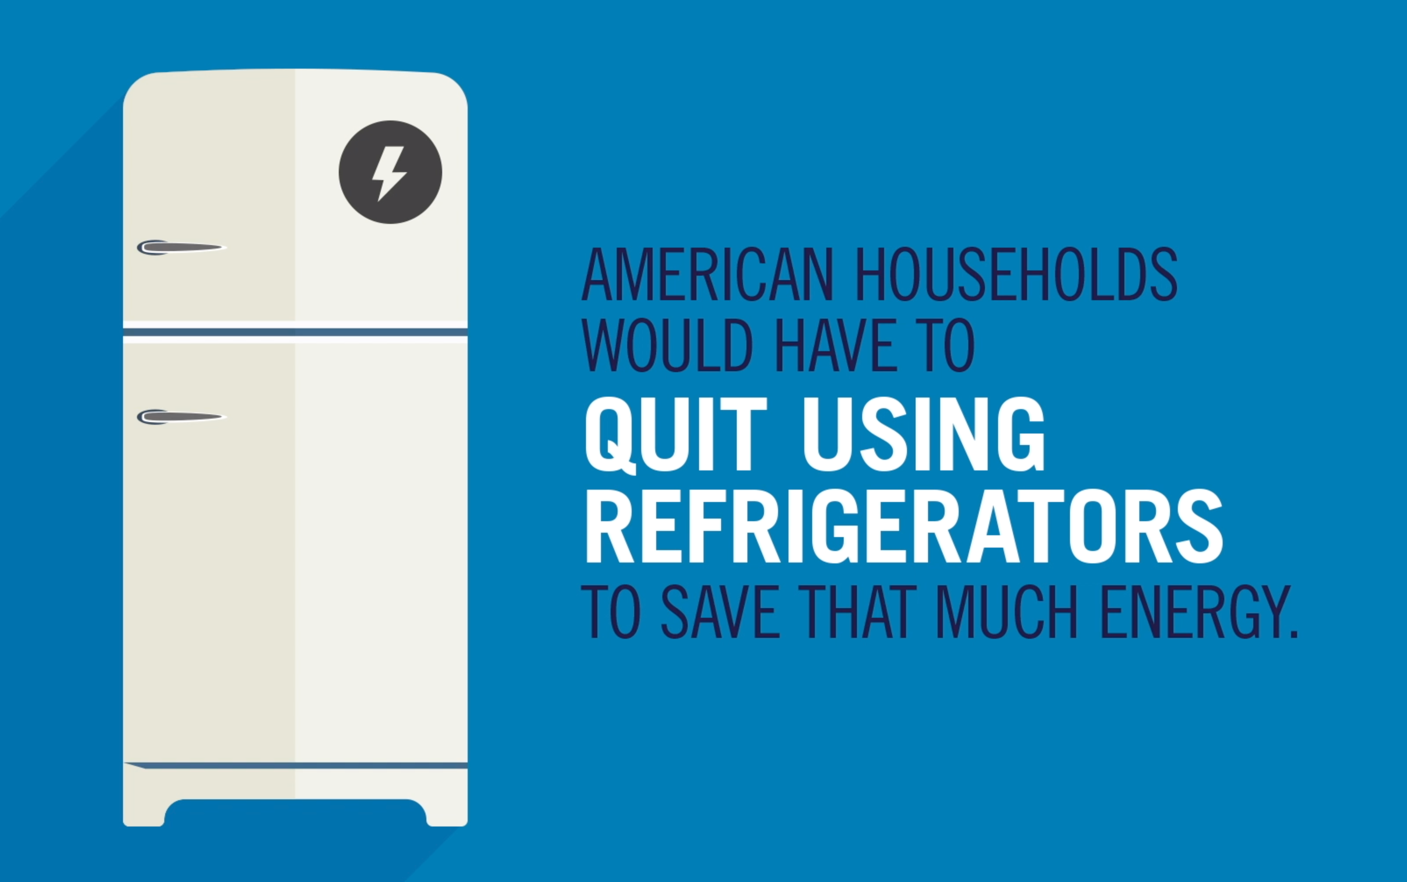 AMERICAN HOUSEHOLDS
WOULD HAVE TO
QUIT USING
REFRIGERATORS
TO SAVE THAT MUCH ENERGY.